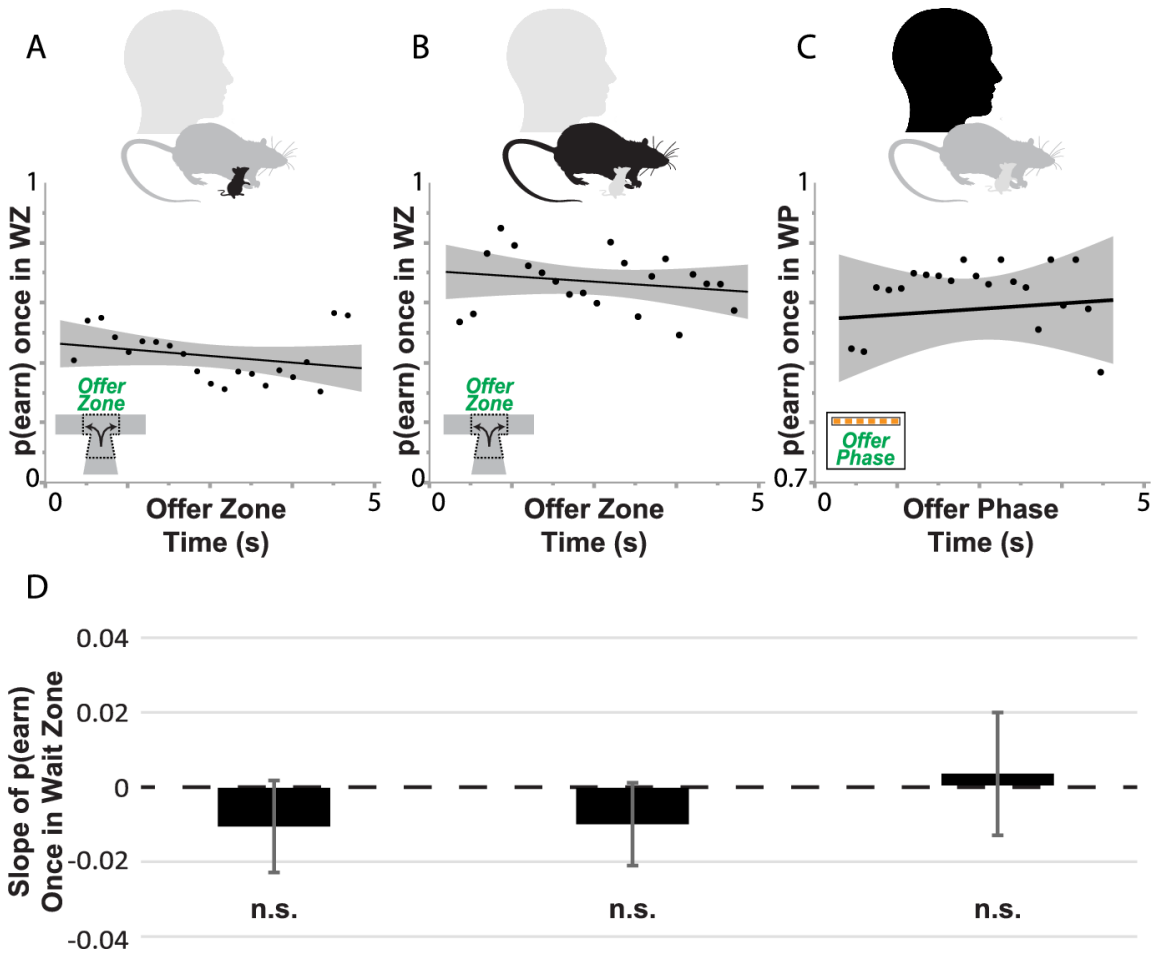 A
B
C
1
p(earn) once in WZ
0
Offer
Zone
0
5
Offer Zone
Time (s)
1
p(earn) once in WZ
0
Offer
Zone
0
5
Offer Zone
Time (s)
1
p(earn) once in WP
0.7
Offer
Phase
0
5
Offer Phase
Time (s)
D
Slope of p(earn)
Once in Wait Zone
0.04
0.02
0
-0.02
-0.04
n.s.
n.s.
n.s.